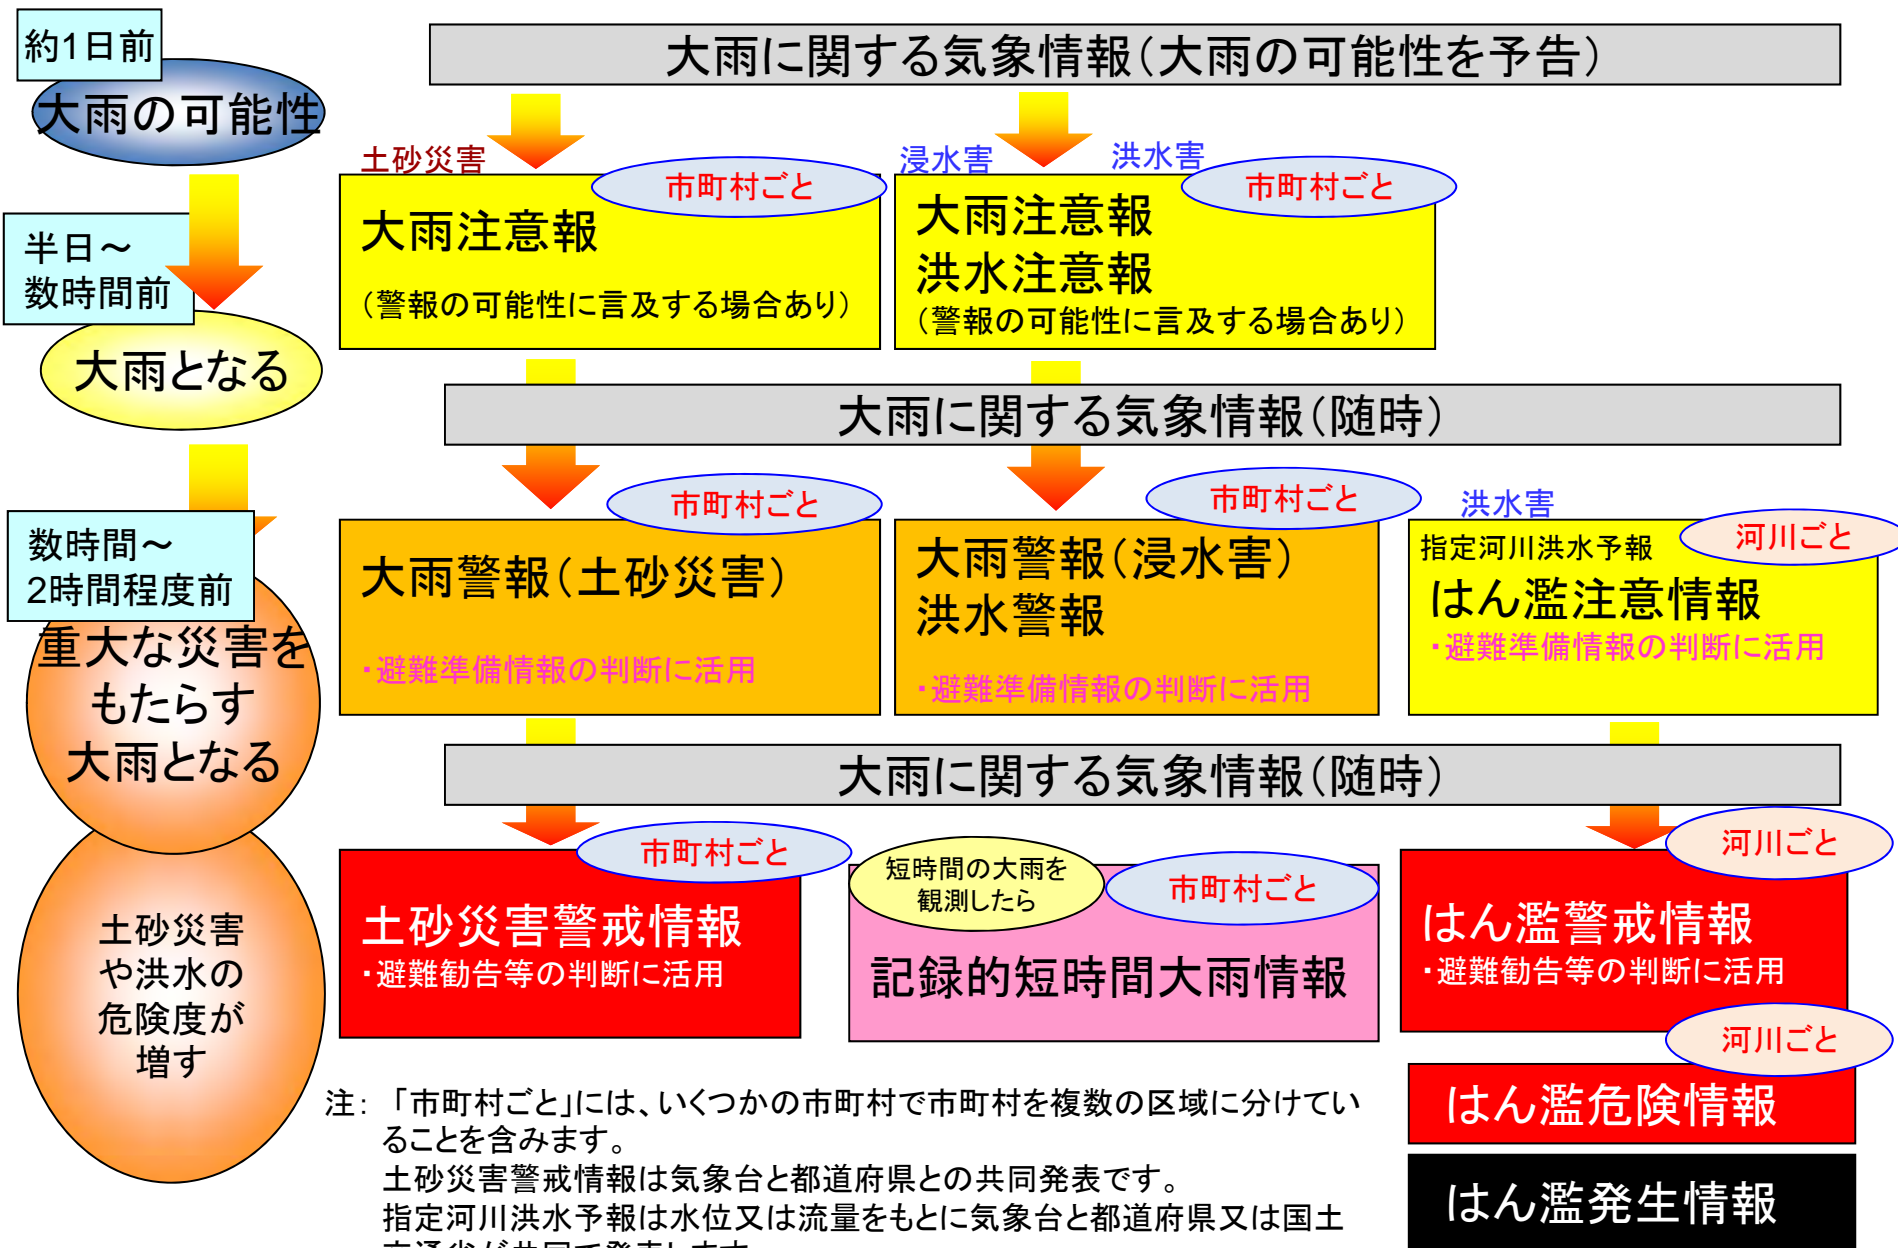 約1日前
大雨の可能性
大雨に関する気象情報（大雨の可能性を予告）
土砂災害
市町村ごと
大雨注意報
（警報の可能性に言及する場合あり）
浸水害
洪水害
市町村ごと
大雨注意報
洪水注意報
（警報の可能性に言及する場合あり）
半日～
数時間前
大雨となる
大雨に関する気象情報（随時）
数時間～
2時間程度前
重大な災害を
もたらす
大雨となる
市町村ごと
大雨警報（土砂災害）
・避難準備情報の判断に活用
市町村ごと
大雨警報（浸水害）
洪水警報
・避難準備情報の判断に活用
洪水害
河川ごと
指定河川洪水予報
はん濫注意情報
・避難準備情報の判断に活用
大雨に関する気象情報（随時）
土砂災害
や洪水の
危険度が
増す
市町村ごと
土砂災害警戒情報
・避難勧告等の判断に活用
短時間の大雨を
観測したら
市町村ごと
記録的短時間大雨情報
河川ごと
はん濫警戒情報
・避難勧告等の判断に活用
河川ごと
はん濫危険情報
はん濫発生情報
注：「市町村ごと」には、いくつかの市町村で市町村を複数の区域に分けてい
ることを含みます。
土砂災害警戒情報は気象台と都道府県との共同発表です。
指定河川洪水予報は水位又は流量をもとに気象台と都道府県又は国土